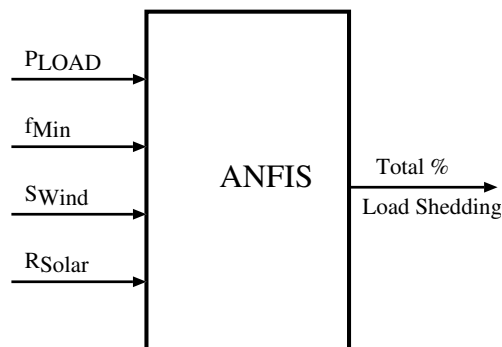 PLOAD
fMin
SWind
RSolar
ANFIS
Total %
Load Shedding